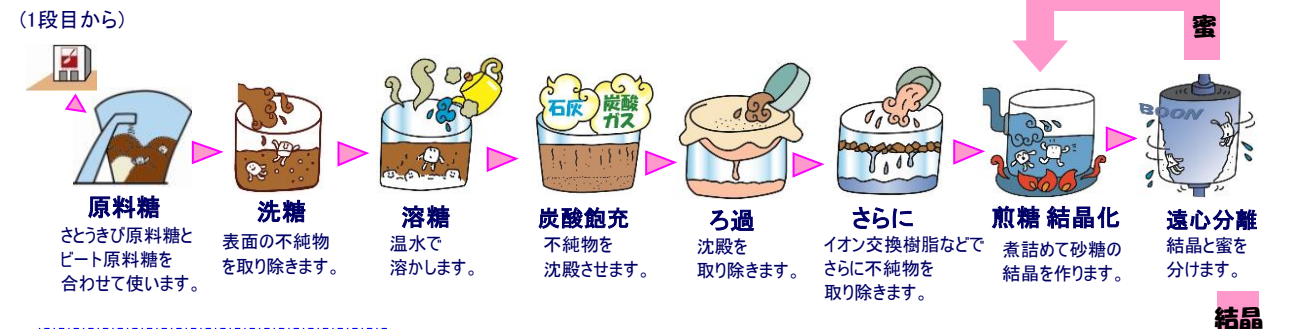 (1段目から)
蜜
石灰
炭酸
ガス
BOON
原料糖
さとうきび原料糖と
ビート原料糖を
合わせて使います。
洗糖
表面の不純物
を取り除きます。
溶糖
温水で
溶かします。
炭酸飽充
不純物を
沈殿させます。
ろ過
沈殿を
取り除きます。
さらに
イオン交換樹脂などで
さらに不純物を
取り除きます。
煎糖 結晶化
煮詰めて砂糖の
結晶を作ります。
遠心分離
結晶と蜜を
分けます。
結晶